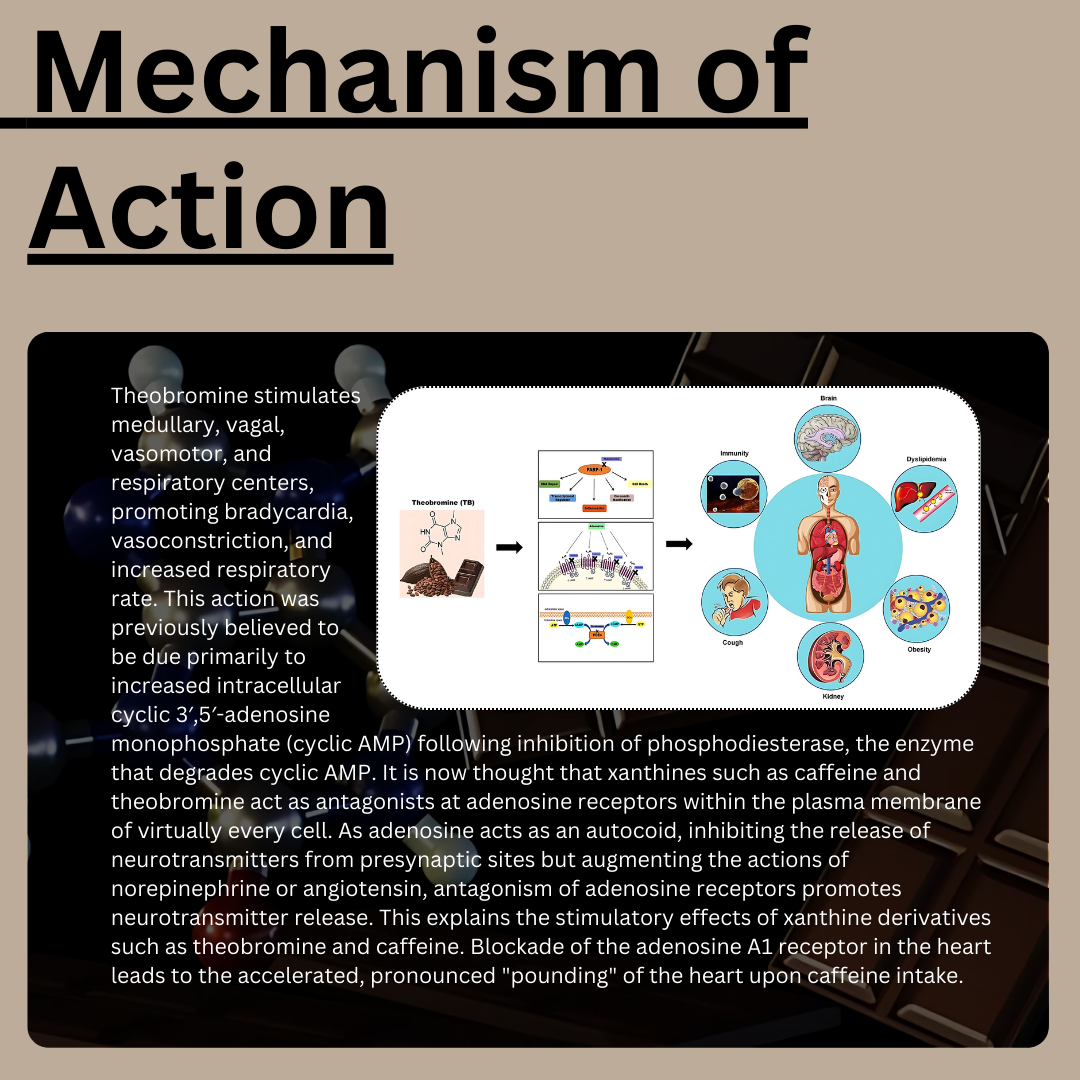 Mechanism of
Action
Theobromine stimulates
medullary, vagal,
vasomotor, and
respiratory centers,
promoting bradycardia,
vasoconstriction, and
increased respiratory
rate. This action was
previously believed to
be due primarily to
increased intracellular
cyclic 3′,5′-adenosine
monophosphate (cyclic AMP) following inhibition of phosphodiesterase, the enzyme
that degrades cyclic AMP. It is now thought that xanthines such as caffeine and
theobromine act as antagonists at adenosine receptors within the plasma membrane
of virtually every cell. As adenosine acts as an autocoid, inhibiting the release of
neurotransmitters from presynaptic sites but augmenting the actions of
norepinephrine or angiotensin, antagonism of adenosine receptors promotes
neurotransmitter release. This explains the stimulatory effects of xanthine derivatives
such as theobromine and caffeine. Blockade of the adenosine A1 receptor in the heart
leads to the accelerated, pronounced "pounding" of the heart upon caffeine intake.
Theobromine (TB)
PARP-1
Brain
Immunity
Dyslipidemia
Cough
Obesity
Kidney